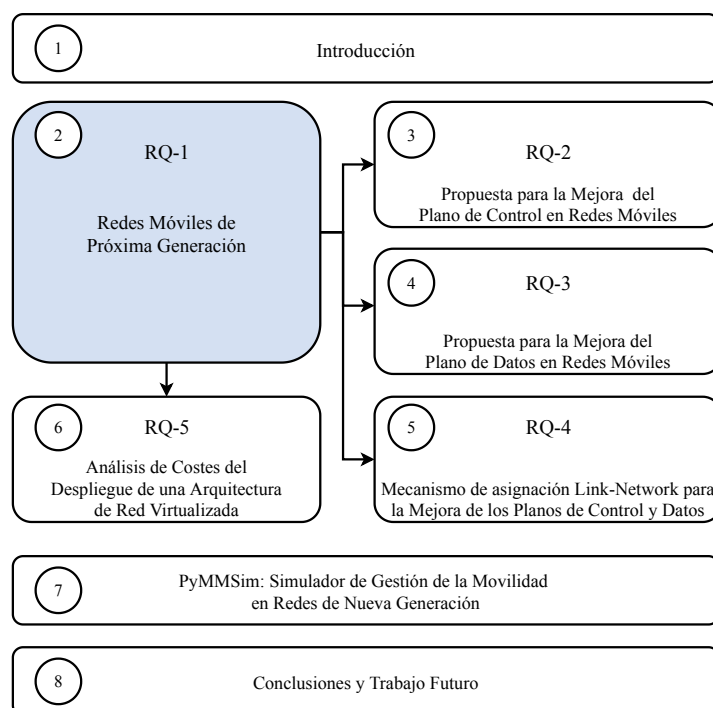 1
Introducción
2
RQ-1
Redes Móviles de
Próxima Generación
3
RQ-2
Propuesta para la Mejora del
Plano de Control en Redes Móviles
4
RQ-3
Propuesta para la Mejora del
Plano de Datos en Redes Móviles
6
RQ-5
Análisis de Costes del
Despliegue de una Arquitectura
de Red Virtualizada
5
RQ-4
Mecanismo de asignación Link-Network para
la Mejora de los Planos de Control y Datos
7
PyMMSim: Simulador de Gestión de la Movilidad
en Redes de Nueva Generación
8
Conclusiones y Trabajo Futuro